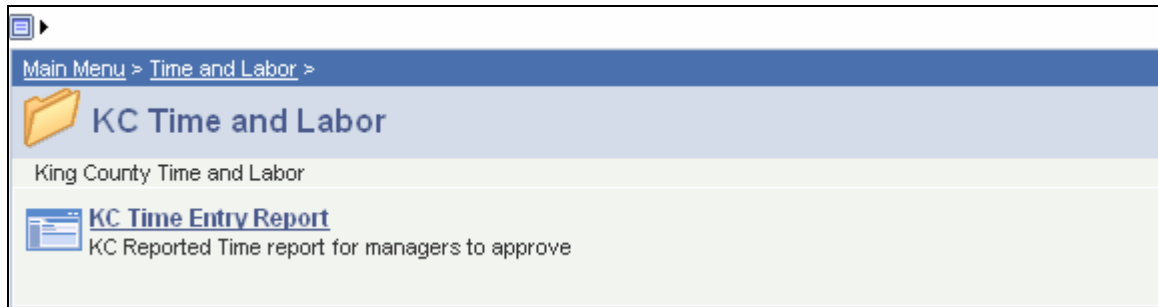 Main Menu > Time and Labor >
KC Time and Labor
King County Time and Labor
KC Time Entry Report
KC Reported Time report for managers to approve